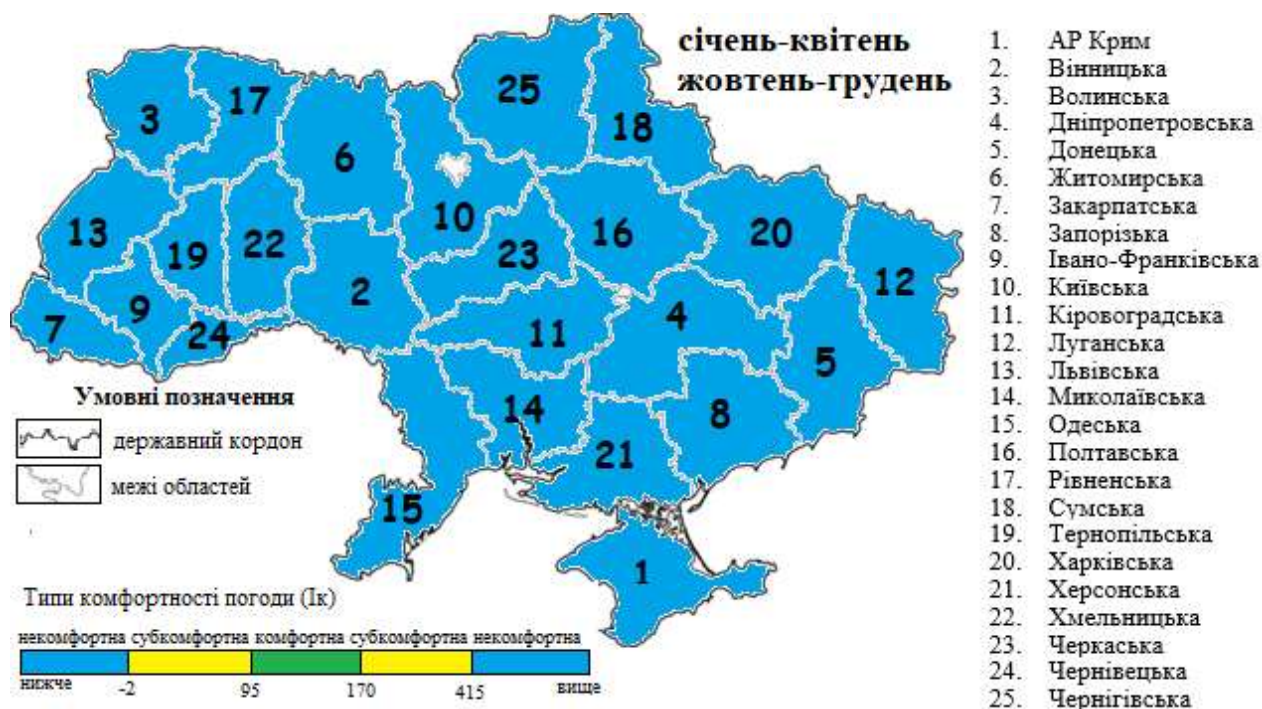 січень-квітень
жовтень-грудень
3
17
6
25
18
13
19
22
10
23
16
20
12
7
9
24
2
11
4
5
14
8
21
15
1
Умовні позначення
державний кордон
межі областей
Типи комфортності погоди (Ік)
некомфортна субкомфортна комфортна субкомфортна некомфортна
нижче -2 95 170 415 вище
1. АР Крим
2. Вінницька
3. Волинська
4. Дніпропетровська
5. Донецька
6. Житомирська
7. Закарпатська
8. Запорізька
9. Івано-Франківська
10. Київська
11. Кіровоградська
12. Луганська
13. Львівська
14. Миколаївська
15. Одеська
16. Полтавська
17. Рівненська
18. Сумська
19. Тернопільська
20. Харківська
21. Херсонська
22. Хмельницька
23. Черкаська
24. Чернівецька
25. Чернігівська